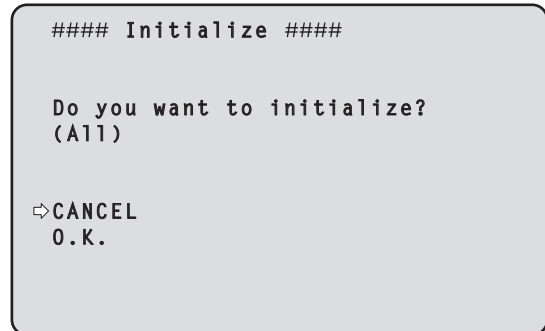 #### Initialize ####
Do you want to initialize?
(All)
⇨CANCEL
O.K.